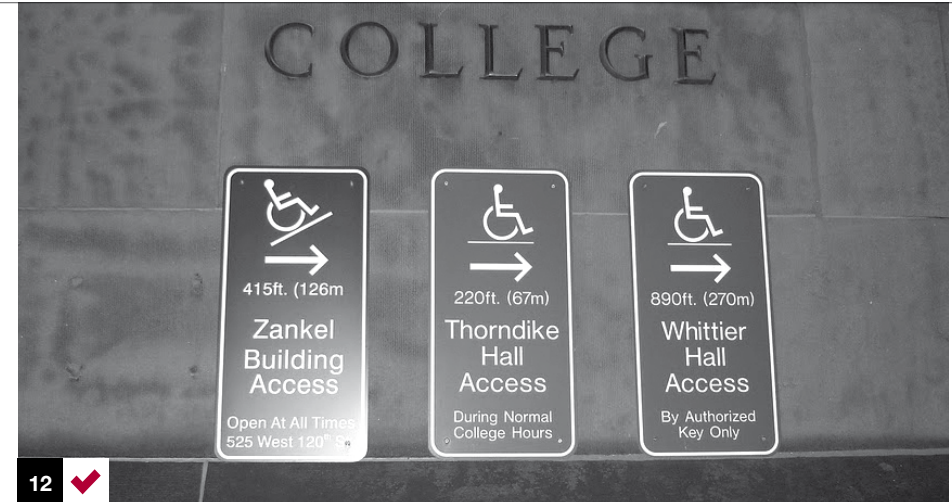 COLLEGE
415ft. (126m
Zankel
Building
Access
Open At All Times
525 West 120th
220ft. (67m)
Thorndike
Hall
Access
During Normal
College Hours
890ft. (270m)
Whittier
Hall
Access
By Authorized
Key Only
12